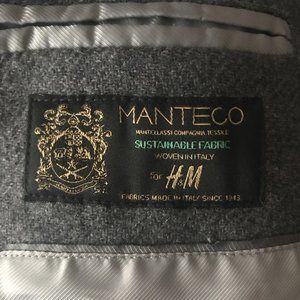 MANTECO
MANTECLASSI COMPAGNIA TESSILE
SUSTAINABLE FABRIC
WOVEN IN ITALY
for H&M
FABRICS MADE IN ITALY SINCE 1943